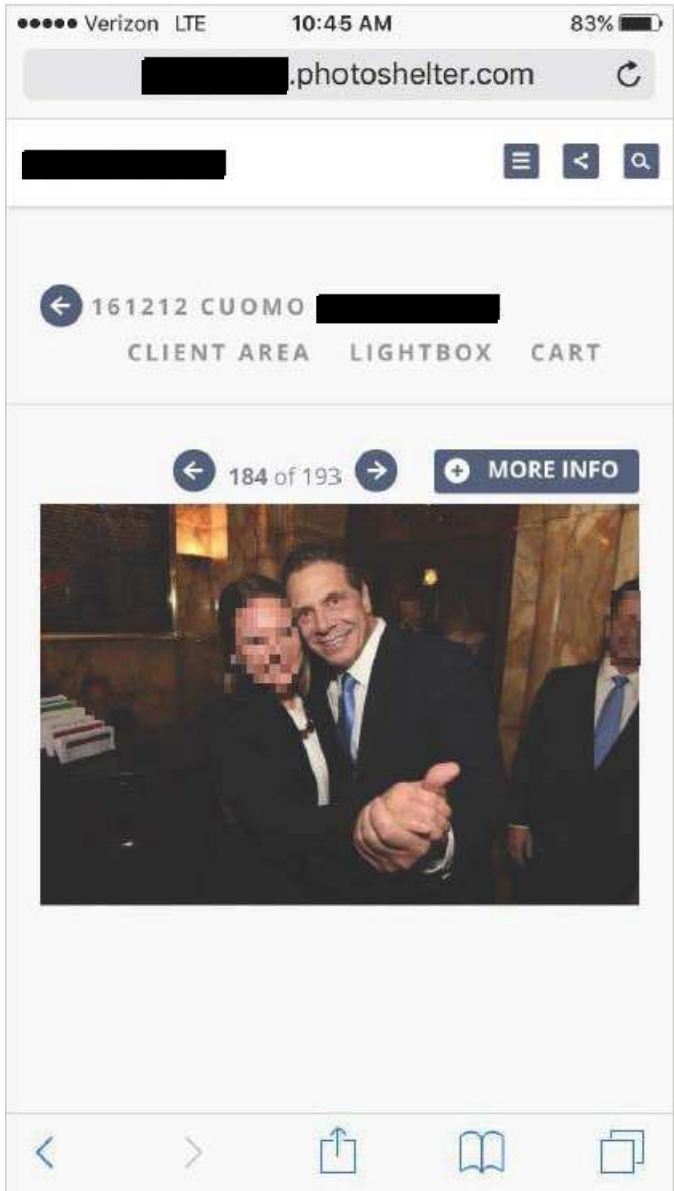 Verizon LTE 10:45 AM 83%
.photoshelter.com
161212 CUOMO
CLIENT AREA LIGHTBOX CART
184 of 193 MORE INFO